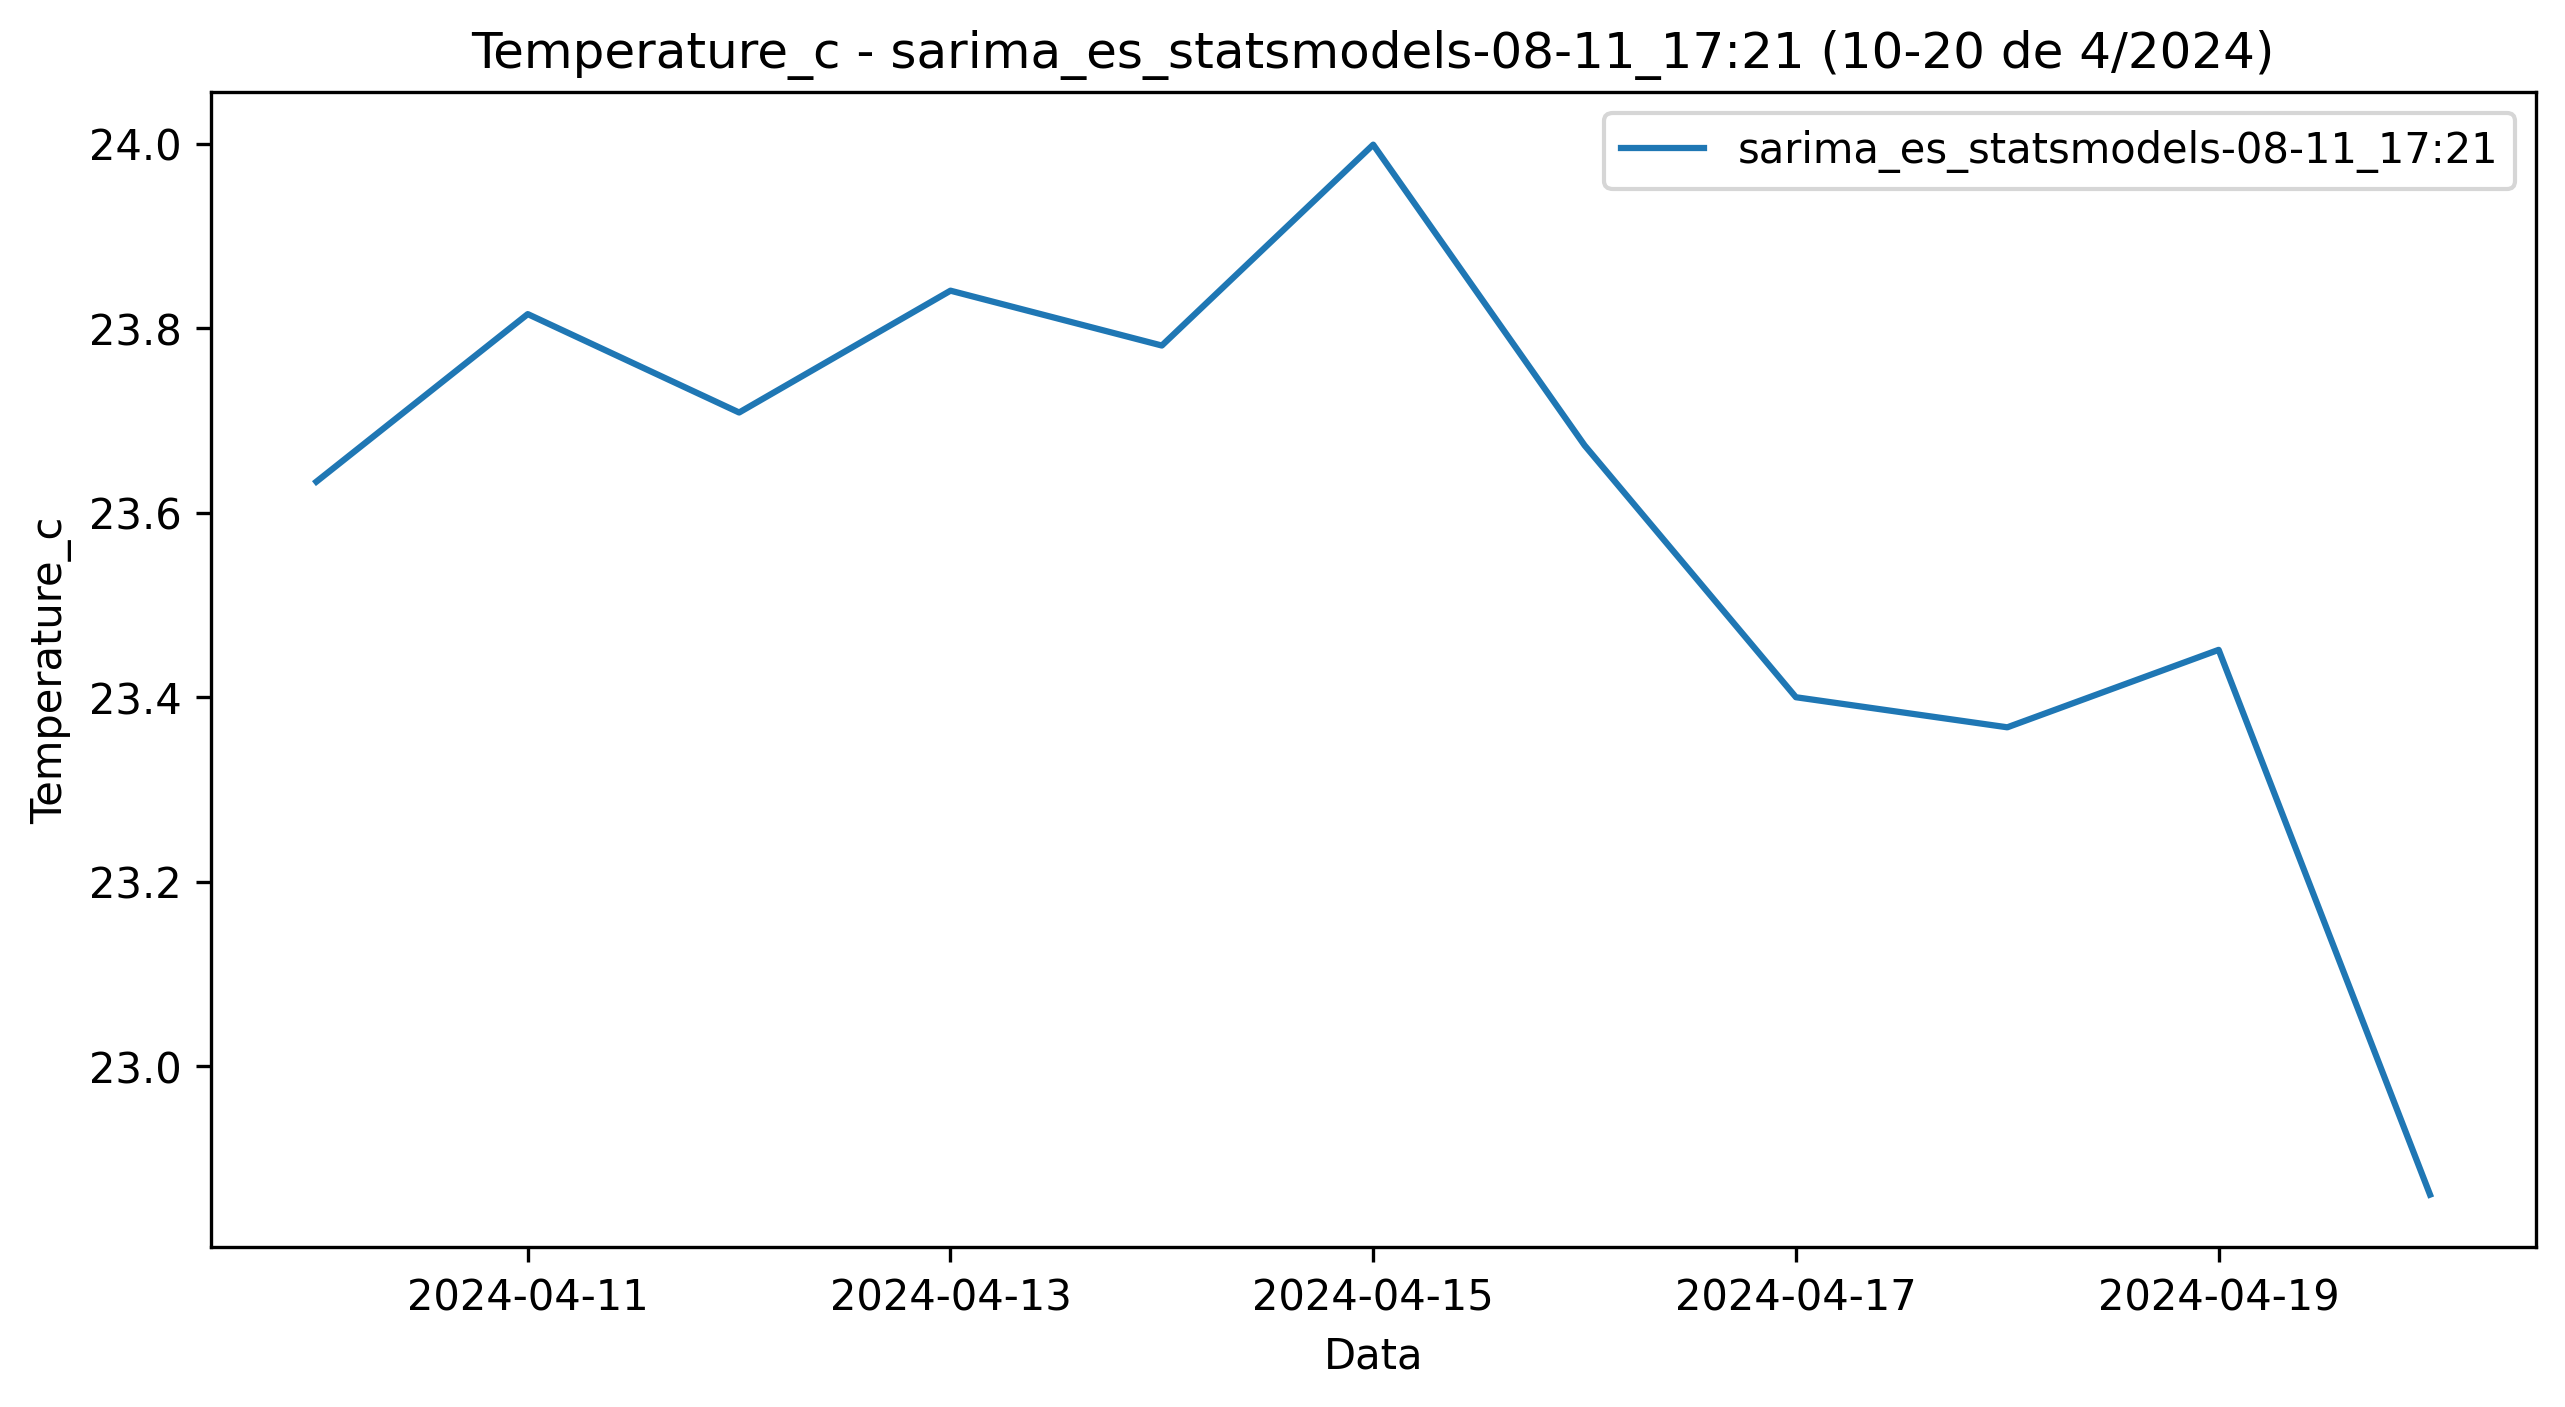 Temperature_c - sarima_es_statsmodels-08-11_17:21 (10-20 de 4/2024)
sarima_es_statsmodels-08-11_17:21
Temperature_c
24.0
23.8
23.6
23.4
23.2
23.0
2024-04-11 2024-04-13 2024-04-15 2024-04-17 2024-04-19
Data